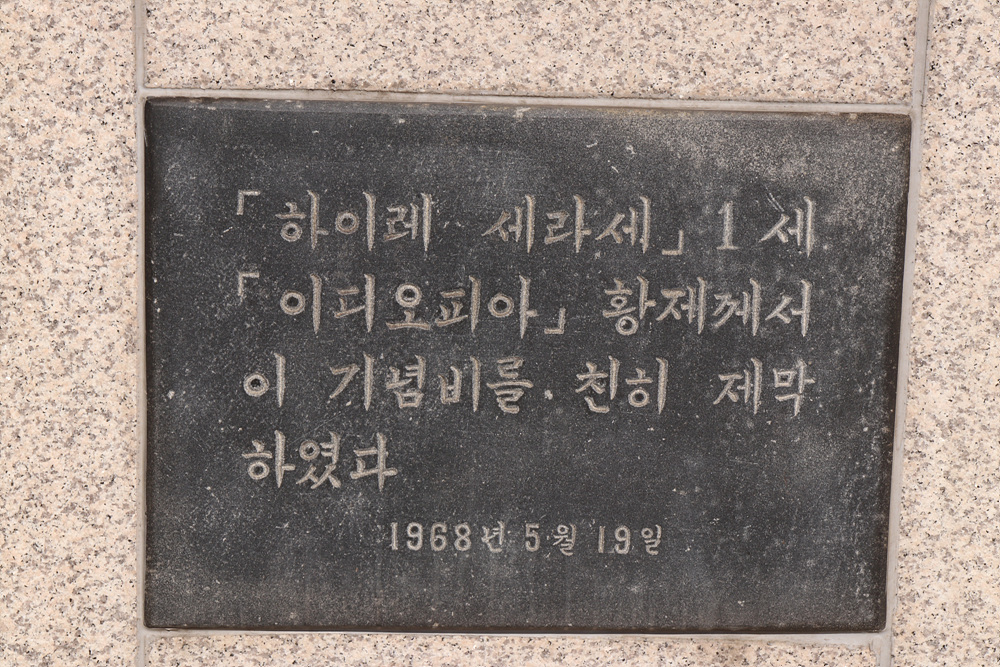 「하이레 세라세」1세
「이디오피아」황제께서
이 기념비를 친히 제막
하였다
1968년 5월 19일